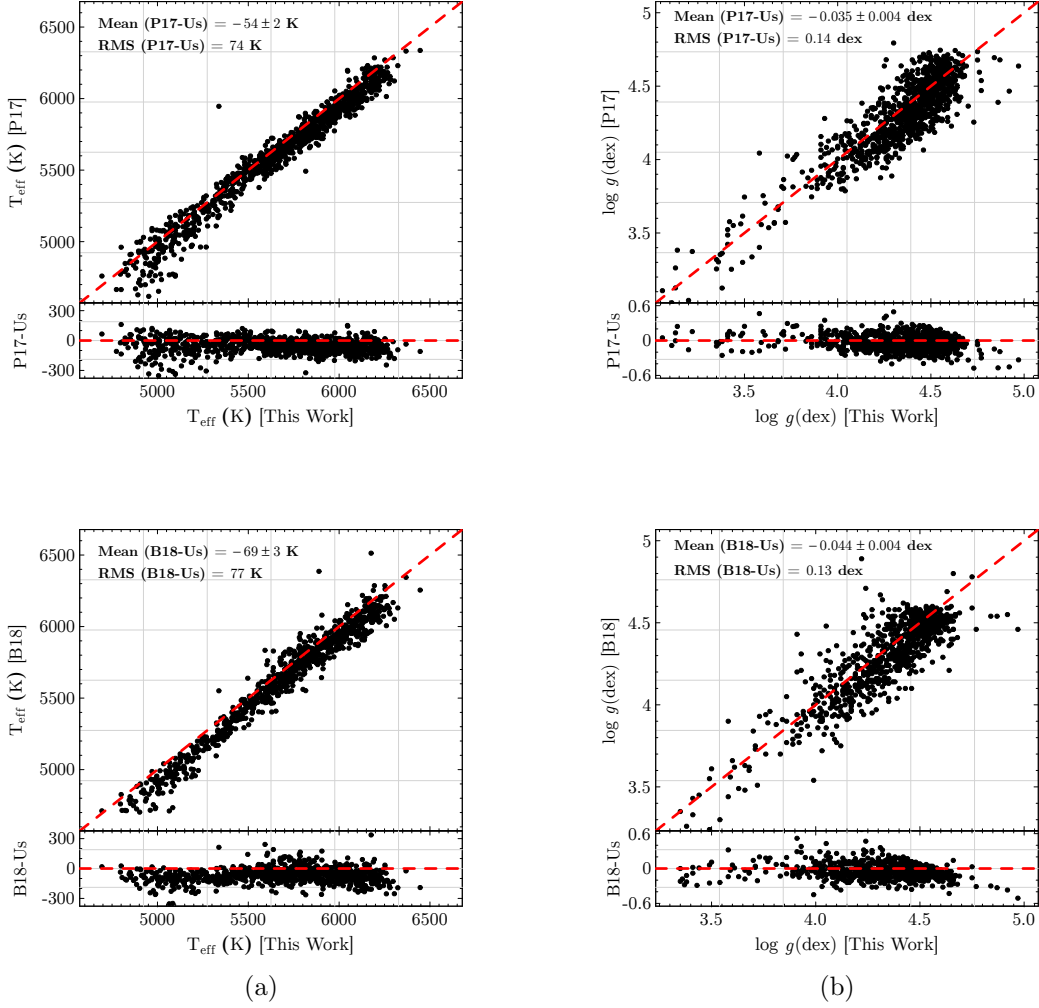 Mean (P17-Us) = −54 ± 2 K
RMS (P17-Us) = 74 K
6500
6000
5500
5000
T_eff (K) [P17]
300
0
-300
P17-Us
5000 5500 6000 6500
T_eff (K) [This Work]
Mean (P17-Us) = −0.035 ± 0.004 dex
RMS (P17-Us) = 0.14 dex
5
4.5
4
3.5
log g(dex) [P17]
0.6
0
-0.6
P17-Us
3.5 4.0 4.5 5.0
log g(dex) [This Work]
Mean (B18-Us) = −69 ± 3 K
RMS (B18-Us) = 77 K
6500
6000
5500
5000
T_eff (K) [B18]
300
0
-300
B18-Us
5000 5500 6000 6500
T_eff (K) [This Work]
Mean (B18-Us) = −0.044 ± 0.004 dex
RMS (B18-Us) = 0.13 dex
5
4.5
4
3.5
log g(dex) [B18]
0.6
0
-0.6
B18-Us
3.5 4.0 4.5 5.0
log g(dex) [This Work]
(a) (b)